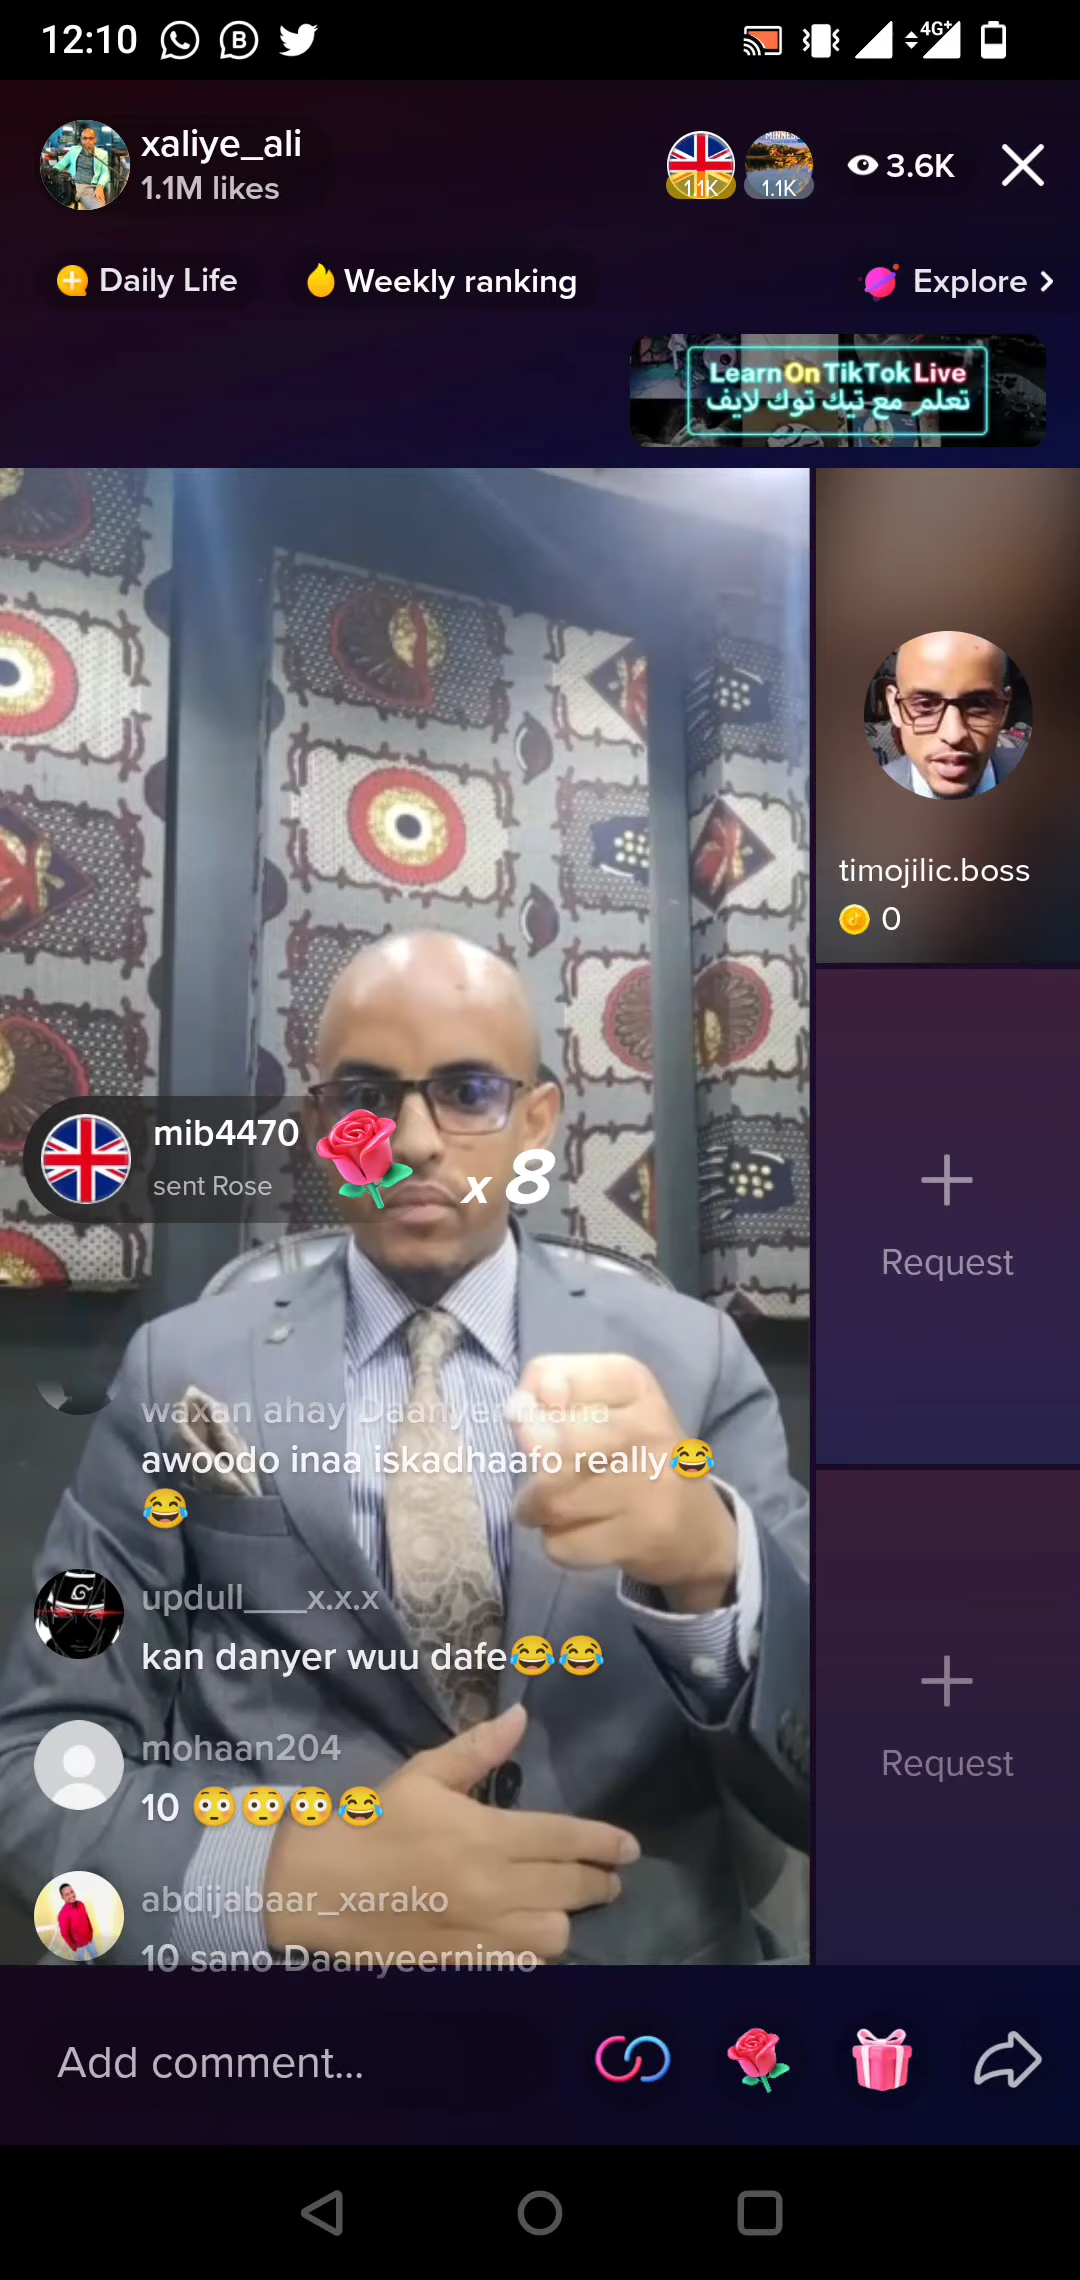 12:10
4G+
xaliye_ali
1.1M likes
1.1K
1.1K
3.6K
Daily Life
Weekly ranking
Explore
Learn On TikTok Live
تعلم مع تيك توك لايف
timojilic.boss
0
mib4470
sent Rose
x 8
Request
waxan ahay Daanyer mana
awoodo inaa iskadhaafo really😂
😂
updull___x.x.x
kan danyer wuu dafe😂😂
mohaan204
10 😳😳😳😂
Request
abdijabaar_xarako
10 sano Daanyeernimo
Add comment...